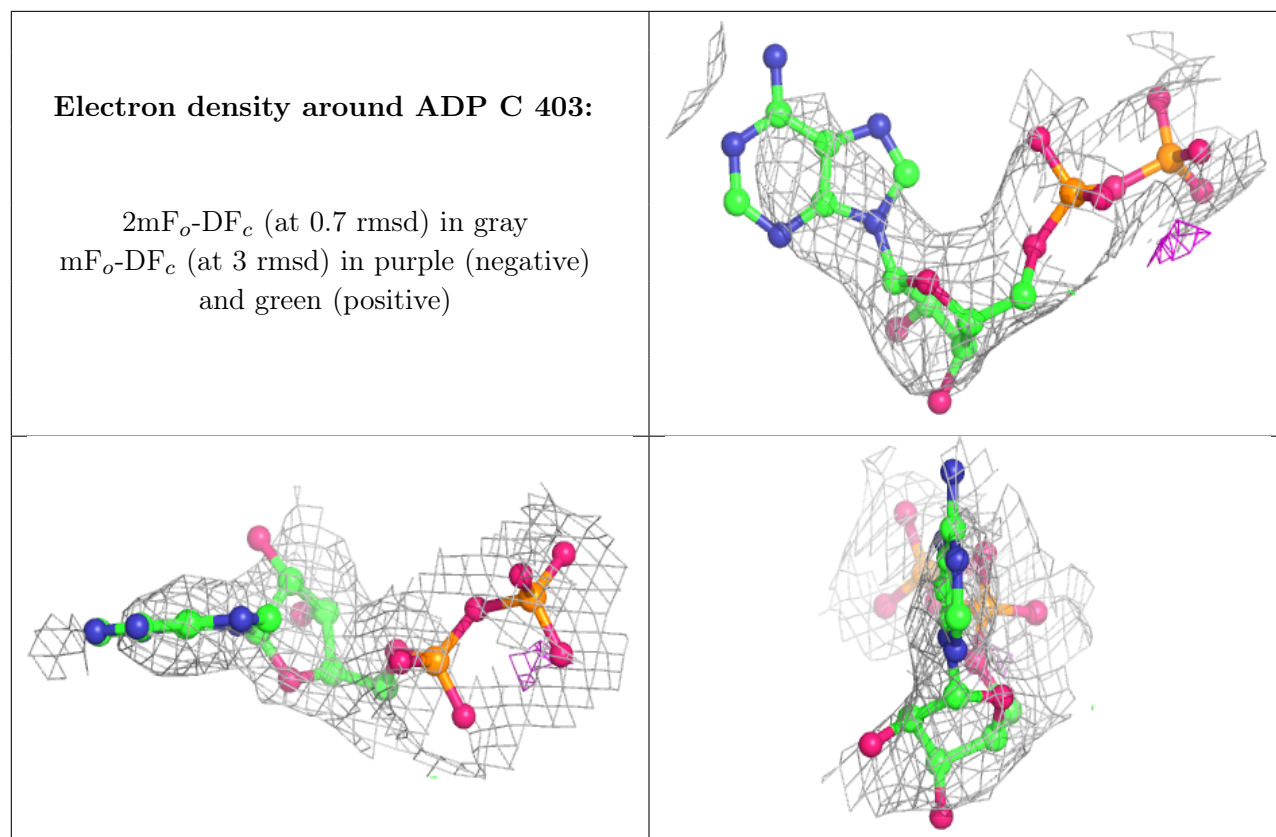 Electron density around ADP C 403:
2mFo-DFc (at 0.7 rmsd) in gray
mFo-DFc (at 3 rmsd) in purple (negative)
and green (positive)